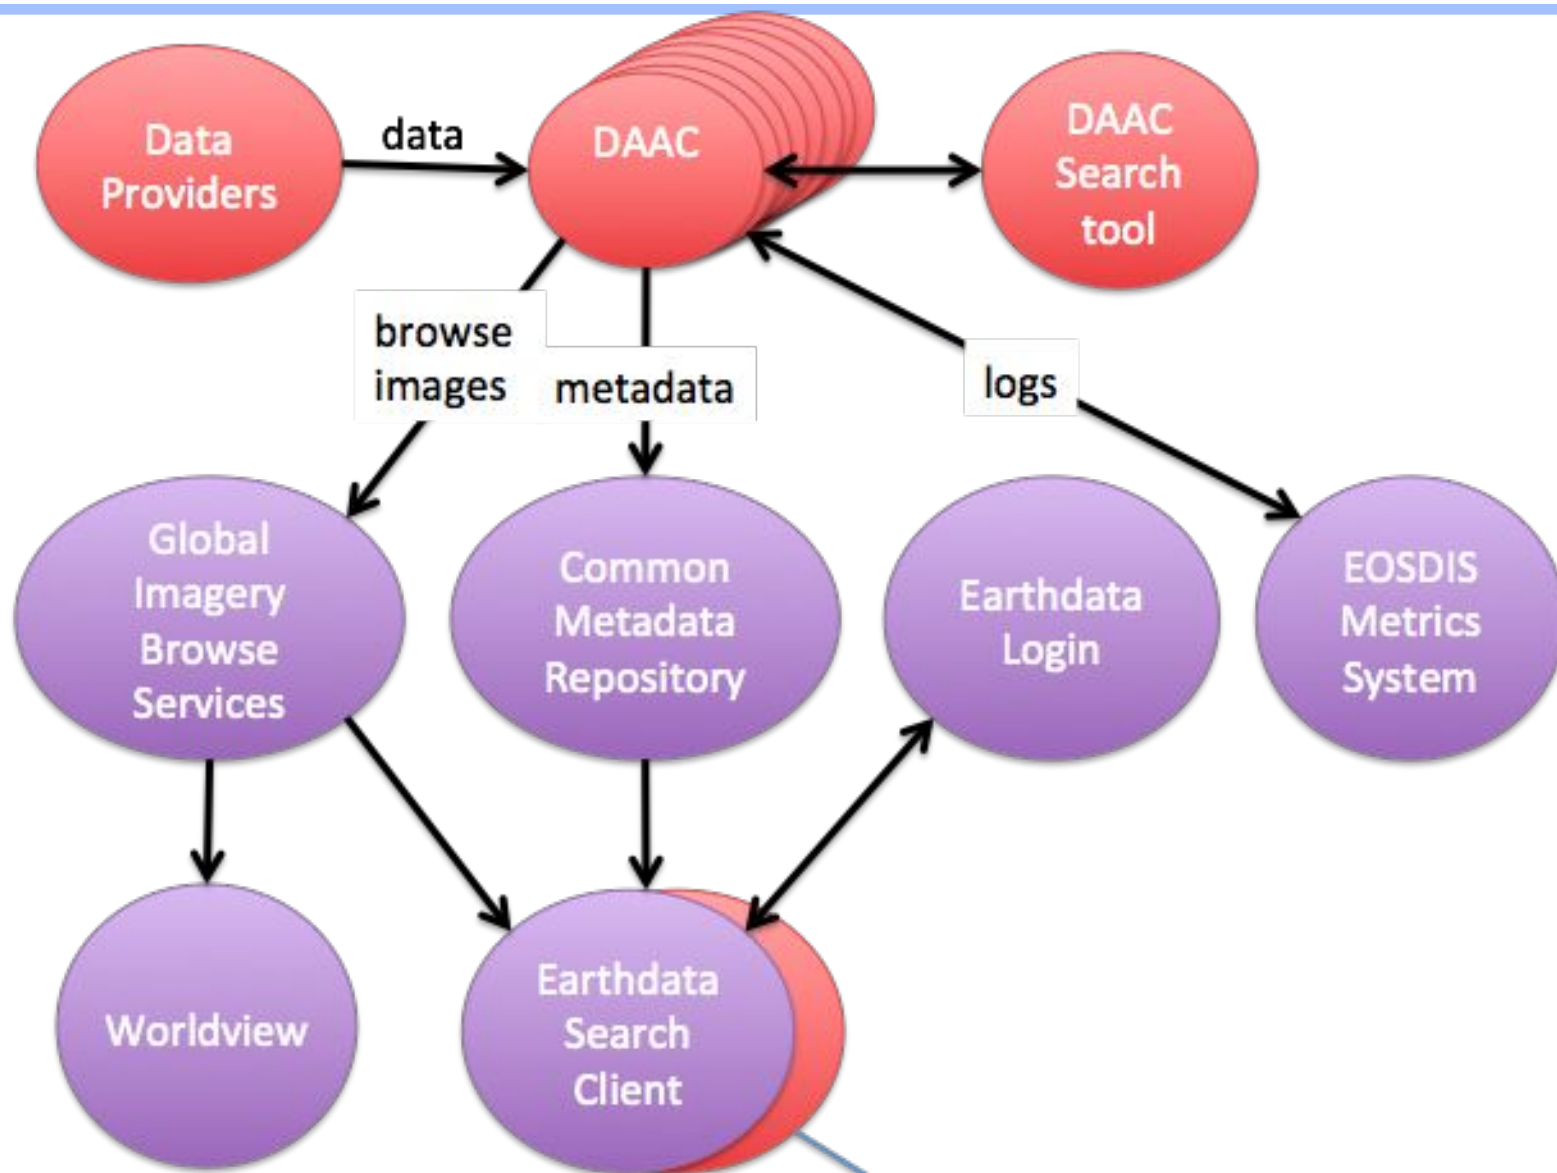 Data
Providers
data
DAAC
DAAC
Search
tool
browse
images
metadata
logs
Global
Imagery
Browse
Services
Common
Metadata
Repository
Earthdata
Login
EOSDIS
Metrics
System
Worldview
Earthdata
Search
Client